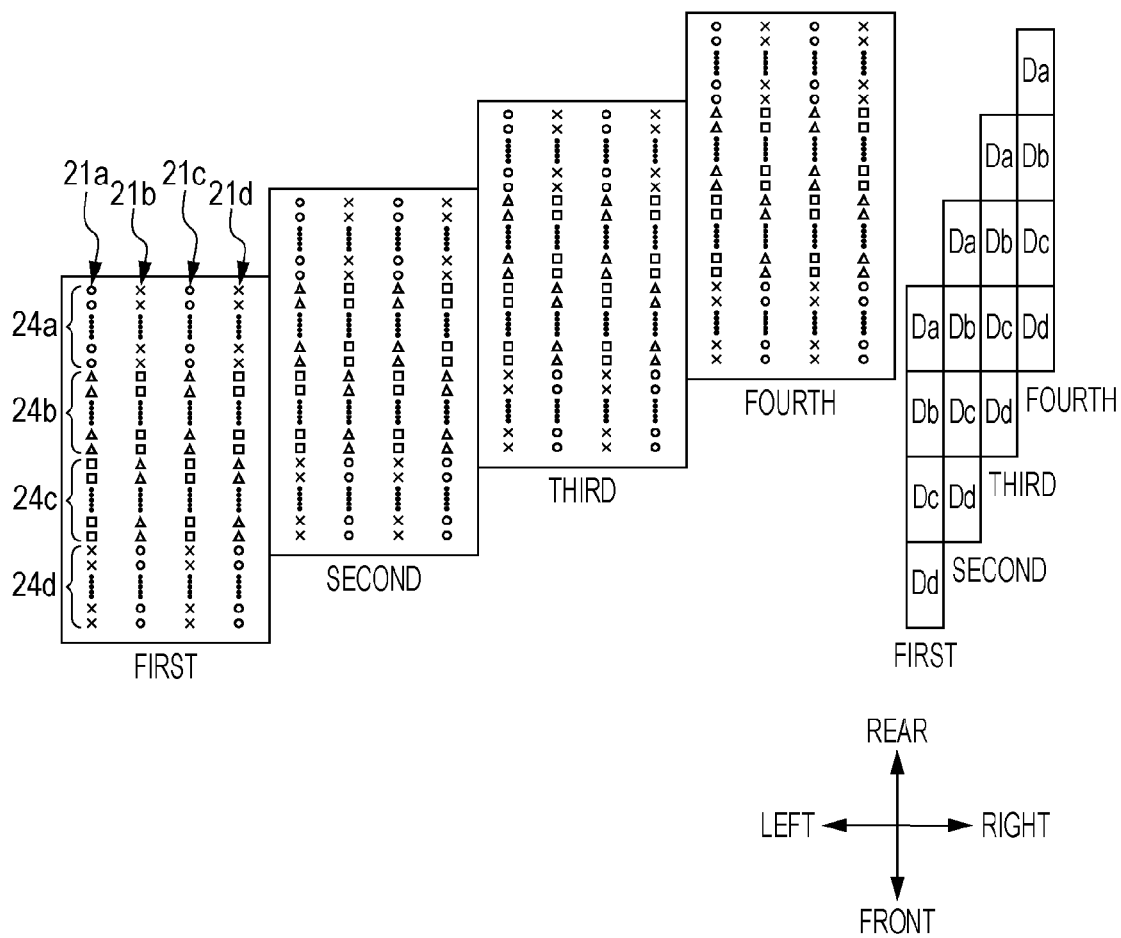 Da
Da Db
21a 21b 21c 21d
Da Db Dc
24a
Da Db Dc Dd
24b
FOURTH
FOURTH
Db Dc Dd
24c
THIRD
THIRD
Dc Dd
24d
SECOND
SECOND
Dd
FIRST
FIRST
REAR
LEFT
RIGHT
FRONT